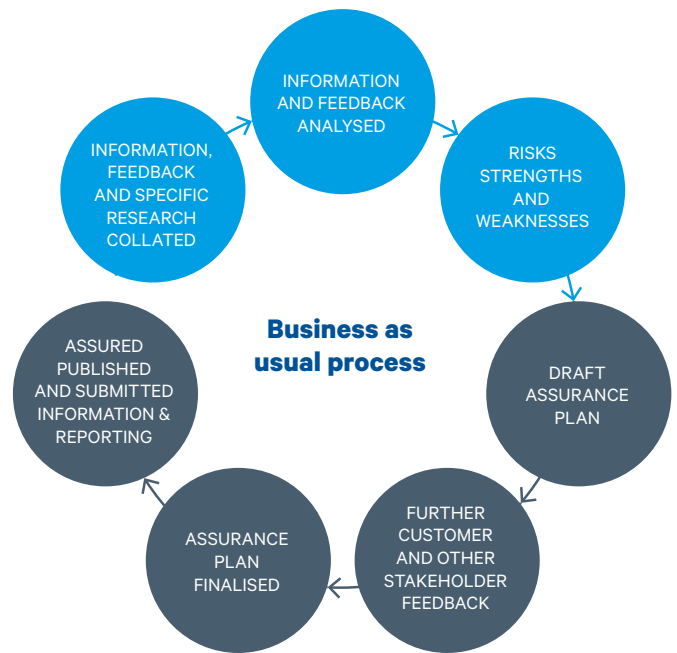 INFORMATION
AND FEEDBACK
ANALYSED
INFORMATION,
FEEDBACK
AND SPECIFIC
RESEARCH
COLLATED
RISKS
STRENGTHS
AND
WEAKNESSES
Business as
usual process
ASSURED
PUBLISHED
AND SUBMITTED
INFORMATION &
REPORTING
DRAFT
ASSURANCE
PLAN
FURTHER
CUSTOMER
AND OTHER
STAKEHOLDER
FEEDBACK
ASSURANCE
PLAN
FINALISED